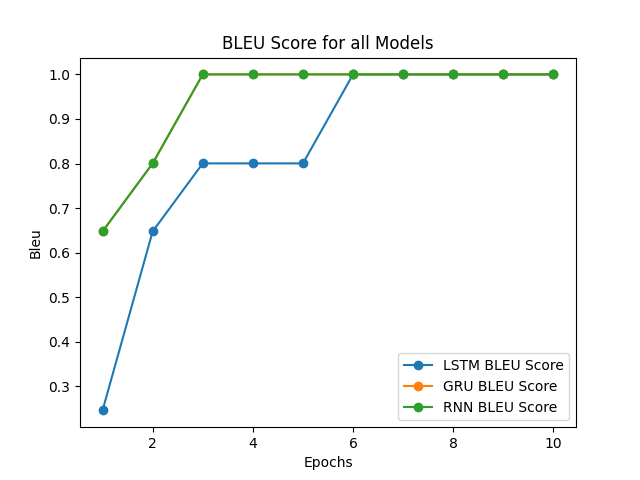 BLEU Score for all Models
1.0
0.9
0.8
0.7
0.6
0.5
0.4
0.3
Bleu
LSTM BLEU Score
GRU BLEU Score
RNN BLEU Score
2 4 6 8 10
Epochs